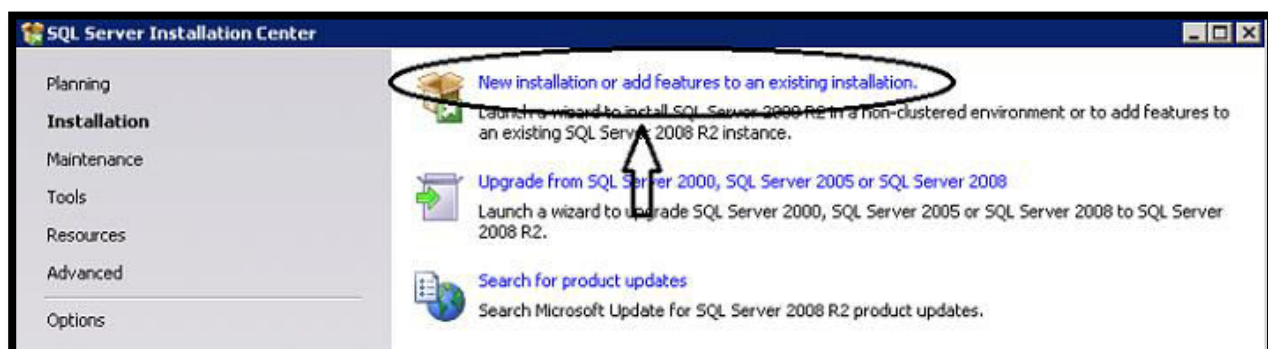 SQL Server Installation Center
Planning
Installation
Maintenance
Tools
Resources
Advanced
Options
New installation or add features to an existing installation.
Launch a wizard to install SQL Server 2008 R2 in a non-clustered environment or to add features to
an existing SQL Server 2008 R2 instance.
Upgrade from SQL Server 2000, SQL Server 2005 or SQL Server 2008
Launch a wizard to upgrade SQL Server 2000, SQL Server 2005 or SQL Server 2008 to SQL Server
2008 R2.
Search for product updates
Search Microsoft Update for SQL Server 2008 R2 product updates.